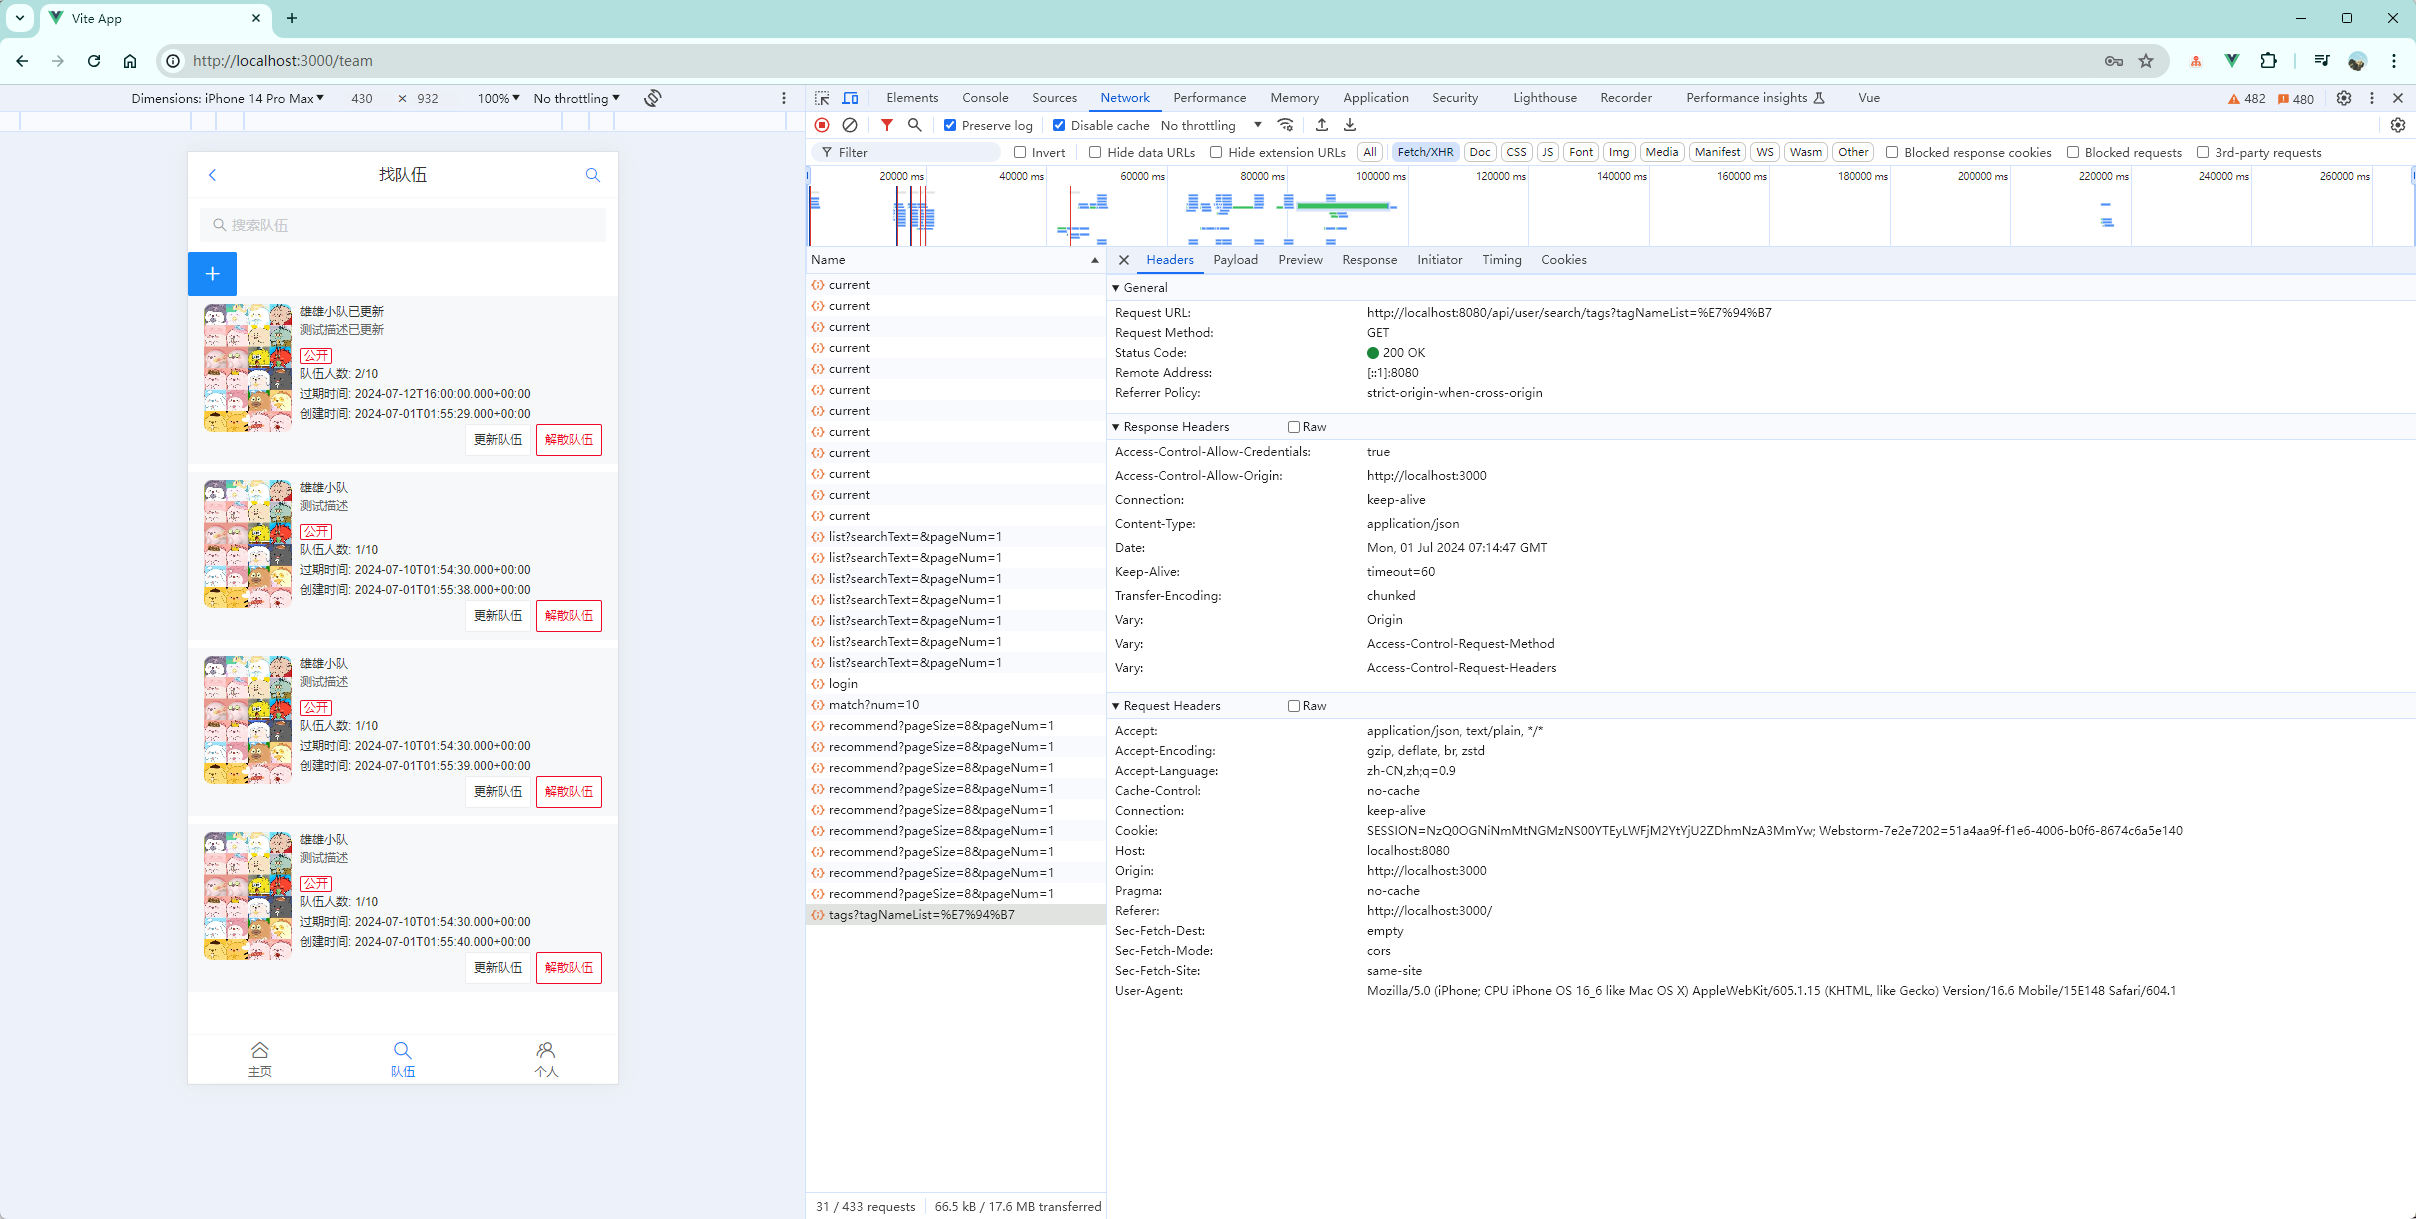 Vite App
http://localhost:3000/team
Dimensions: iPhone 14 Pro Max 430 × 932 100% No throttling
找队伍
搜索队伍
雄雄小队已更新
测试描述已更新
公开
队伍人数: 2/10
过期时间: 2024-07-12T16:00:00.000+00:00
创建时间: 2024-07-01T01:55:29.000+00:00
更新队伍 解散队伍
雄雄小队
测试描述
公开
队伍人数: 1/10
过期时间: 2024-07-10T01:54:30.000+00:00
创建时间: 2024-07-01T01:55:38.000+00:00
更新队伍 解散队伍
雄雄小队
测试描述
公开
队伍人数: 1/10
过期时间: 2024-07-10T01:54:30.000+00:00
创建时间: 2024-07-01T01:55:39.000+00:00
更新队伍 解散队伍
雄雄小队
测试描述
公开
队伍人数: 1/10
过期时间: 2024-07-10T01:54:30.000+00:00
创建时间: 2024-07-01T01:55:40.000+00:00
更新队伍 解散队伍
主页 队伍 个人
Elements Console Sources Network Performance Memory Application Security Lighthouse Recorder Performance insights Vue 482 480
Preserve log Disable cache No throttling
Filter Invert Hide data URLs Hide extension URLs All Fetch/XHR Doc CSS JS Font Img Media Manifest WS Wasm Other Blocked response cookies Blocked requests 3rd-party requests
20000 ms 40000 ms 60000 ms 80000 ms 100000 ms 120000 ms 140000 ms 160000 ms 180000 ms 200000 ms 220000 ms 240000 ms 260000 ms
Name
current
current
current
current
current
current
current
current
current
current
current
current
list?searchText=&pageNum=1
list?searchText=&pageNum=1
list?searchText=&pageNum=1
list?searchText=&pageNum=1
list?searchText=&pageNum=1
list?searchText=&pageNum=1
list?searchText=&pageNum=1
login
match?num=10
recommend?pageSize=8&pageNum=1
recommend?pageSize=8&pageNum=1
recommend?pageSize=8&pageNum=1
recommend?pageSize=8&pageNum=1
recommend?pageSize=8&pageNum=1
recommend?pageSize=8&pageNum=1
recommend?pageSize=8&pageNum=1
recommend?pageSize=8&pageNum=1
recommend?pageSize=8&pageNum=1
tags?tagNameList=%E7%94%B7
31 / 433 requests 66.5 kB / 17.6 MB transferred
Headers Payload Preview Response Initiator Timing Cookies
General
Request URL: http://localhost:8080/api/user/search/tags?tagNameList=%E7%94%B7
Request Method: GET
Status Code: 200 OK
Remote Address: [::1]:8080
Referrer Policy: strict-origin-when-cross-origin
Response Headers Raw
Access-Control-Allow-Credentials: true
Access-Control-Allow-Origin: http://localhost:3000
Connection: keep-alive
Content-Type: application/json
Date: Mon, 01 Jul 2024 07:14:47 GMT
Keep-Alive: timeout=60
Transfer-Encoding: chunked
Vary: Origin
Vary: Access-Control-Request-Method
Vary: Access-Control-Request-Headers
Request Headers Raw
Accept: application/json, text/plain, */*
Accept-Encoding: gzip, deflate, br, zstd
Accept-Language: zh-CN,zh;q=0.9
Cache-Control: no-cache
Connection: keep-alive
Cookie: SESSION=NzQ0OGNiNmMtNGMzNS00YTEyLWFjM2YtYjU2ZDhmNzA3MmYw; Webstorm-7e2e7202=51a4aa9f-f1e6-4006-b0f6-8674c6a5e140
Host: localhost:8080
Origin: http://localhost:3000
Pragma: no-cache
Referer: http://localhost:3000/
Sec-Fetch-Dest: empty
Sec-Fetch-Mode: cors
Sec-Fetch-Site: same-site
User-Agent: Mozilla/5.0 (iPhone; CPU iPhone OS 16_6 like Mac OS X) AppleWebKit/605.1.15 (KHTML, like Gecko) Version/16.6 Mobile/15E148 Safari/604.1